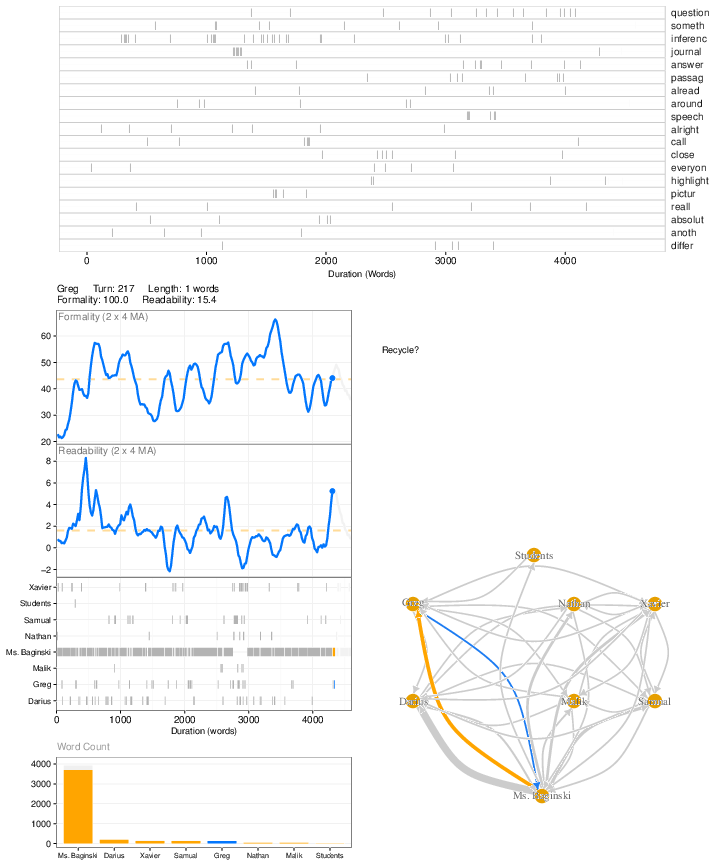 question
someth
inferenc
journal
answer
passag
alread
around
speech
alright
call
close
everyon
highlight
pictur
reall
absolut
anoth
differ
0 1000 2000 3000 4000
Duration (Words)
Greg Turn: 217 Length: 1 words
Formality: 100.0 Readability: 15.4
Formality (2 x 4 MA)
60
50
40
30
20
Recycle?
Readability (2 x 4 MA)
8
6
4
2
0
−2
Xavier
Students
Samual
Nathan
Ms. Baginski
Malik
Greg
Darius
0 1000 2000 3000 4000
Duration (words)
Students
Greg Nathan Xavier
Darius Malik Samual
Ms. Baginski
Word Count
4000
3000
2000
1000
0
Ms. Baginski Darius Xavier Samual Greg Nathan Malik Students